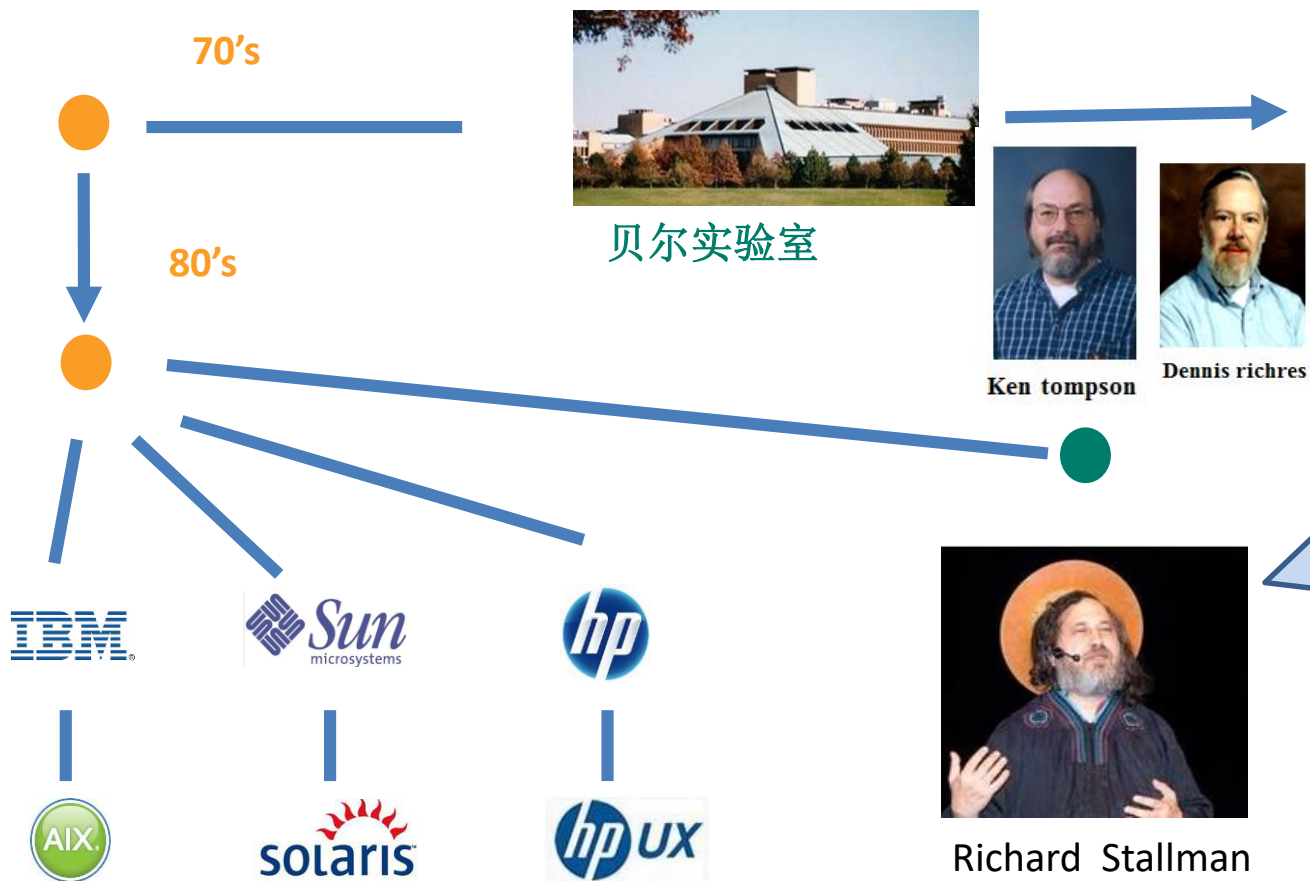 70's
贝尔实验室
80's
Ken tompson
Dennis richres
IBM®
Sun
microsystems
hp
AIX
SOLARIS
hp UX
Richard Stallman